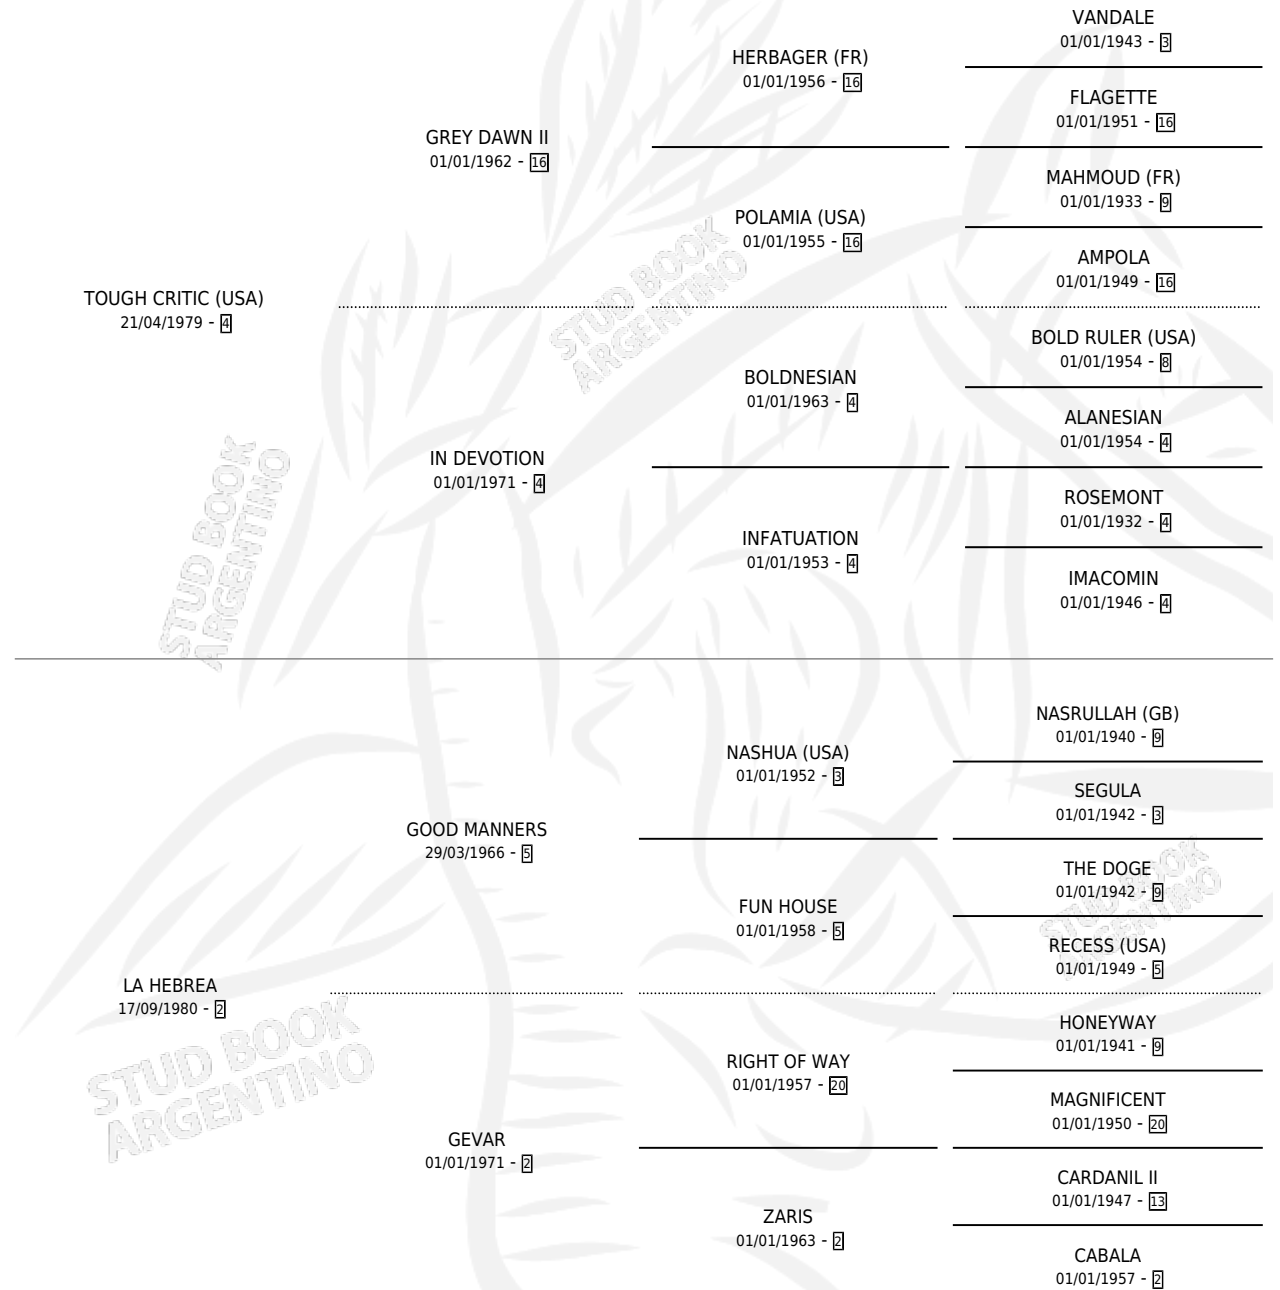 VANDALE
01/01/1943 - 3
HERBAGER (FR)
01/01/1956 - 16
FLAGETTE
01/01/1951 - 16
GREY DAWN II
01/01/1962 - 16
MAHMOUD (FR)
01/01/1933 - 9
POLAMIA (USA)
01/01/1955 - 16
AMPOLA
01/01/1949 - 16
TOUGH CRITIC (USA)
21/04/1979 - 4
STUD BOOK
ARGENTINO
BOLD RULER (USA)
01/01/1954 - 8
BOLDNESIAN
01/01/1963 - 4
ALANESIAN
01/01/1954 - 4
IN DEVOTION
01/01/1971 - 4
ROSEMONT
01/01/1932 - 4
INFATUATION
01/01/1953 - 4
IMACOMIN
01/01/1946 - 4
STUD BOOK
ARGENTINO
NASRULLAH (GB)
01/01/1940 - 9
NASHUA (USA)
01/01/1952 - 3
SEGULA
01/01/1942 - 3
GOOD MANNERS
29/03/1966 - 5
THE DOGE
01/01/1942 - 9
FUN HOUSE
01/01/1958 - 5
RECESS (USA)
01/01/1949 - 5
STUD BOOK
ARGENTINO
LA HEBREA
17/09/1980 - 2
HONEYWAY
01/01/1941 - 9
RIGHT OF WAY
01/01/1957 - 20
MAGNIFICENT
01/01/1950 - 20
STUD BOOK
ARGENTINO
GEVAR
01/01/1971 - 2
CARDANIL II
01/01/1947 - 13
ZARIS
01/01/1963 - 2
CABALA
01/01/1957 - 2